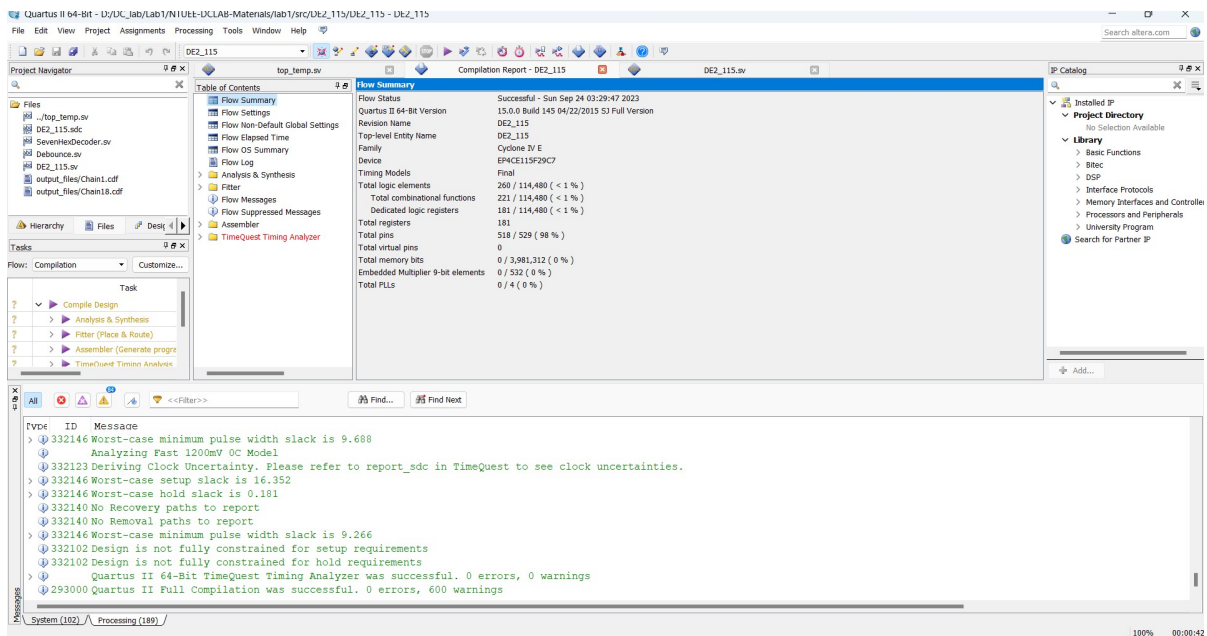 Quartus II 64-Bit - D:/DC_lab/Lab1/NTUEE-DCLAB-Materials/lab1/src/DE2_115/DE2_115 - DE2_115
File Edit View Project Assignments Processing Tools Window Help
Search altera.com
DE2_115
Project Navigator
Files
../top_temp.sv
DE2_115.sdc
SevenHexDecoder.sv
Debounce.sv
DE2_115.sv
output_files/Chain1.cdf
output_files/Chain18.cdf
Hierarchy Files
Tasks
Flow: Compilation Customize...
Task
? Compile Design
? Analysis & Synthesis
? Fitter (Place & Route)
? Assembler (Generate progra
? TimeQuest Timing Analysis
top_temp.sv Compilation Report - DE2_115 DE2_115.sv
Table of Contents
Flow Summary
Flow Settings
Flow Non-Default Global Settings
Flow Elapsed Time
Flow OS Summary
Flow Log
Analysis & Synthesis
Fitter
Flow Messages
Flow Suppressed Messages
Assembler
TimeQuest Timing Analyzer
Flow Summary
Flow Status Successful - Sun Sep 24 03:29:47 2023
Quartus II 64-Bit Version 15.0.0 Build 145 04/22/2015 SJ Full Version
Revision Name DE2_115
Top-level Entity Name DE2_115
Family Cyclone IV E
Device EP4CE115F29C7
Timing Models Final
Total logic elements 260 / 114,480 ( < 1 % )
Total combinational functions 221 / 114,480 ( < 1 % )
Dedicated logic registers 181 / 114,480 ( < 1 % )
Total registers 181
Total pins 518 / 529 ( 98 % )
Total virtual pins 0
Total memory bits 0 / 3,981,312 ( 0 % )
Embedded Multiplier 9-bit elements 0 / 532 ( 0 % )
Total PLLs 0 / 4 ( 0 % )
IP Catalog
Installed IP
Project Directory
No Selection Available
Library
Basic Functions
Bitec
DSP
Interface Protocols
Memory Interfaces and Controlle
Processors and Peripherals
University Program
Search for Partner IP
Add...
All 64 <<Filter>> Find... Find Next
Type ID Message
332146 Worst-case minimum pulse width slack is 9.688
Analyzing Fast 1200mV 0C Model
332123 Deriving Clock Uncertainty. Please refer to report_sdc in TimeQuest to see clock uncertainties.
332146 Worst-case setup slack is 16.352
332146 Worst-case hold slack is 0.181
332140 No Recovery paths to report
332140 No Removal paths to report
332146 Worst-case minimum pulse width slack is 9.266
332102 Design is not fully constrained for setup requirements
332102 Design is not fully constrained for hold requirements
Quartus II 64-Bit TimeQuest Timing Analyzer was successful. 0 errors, 0 warnings
293000 Quartus II Full Compilation was successful. 0 errors, 600 warnings
Messages
System (102) Processing (189)
100% 00:00:42